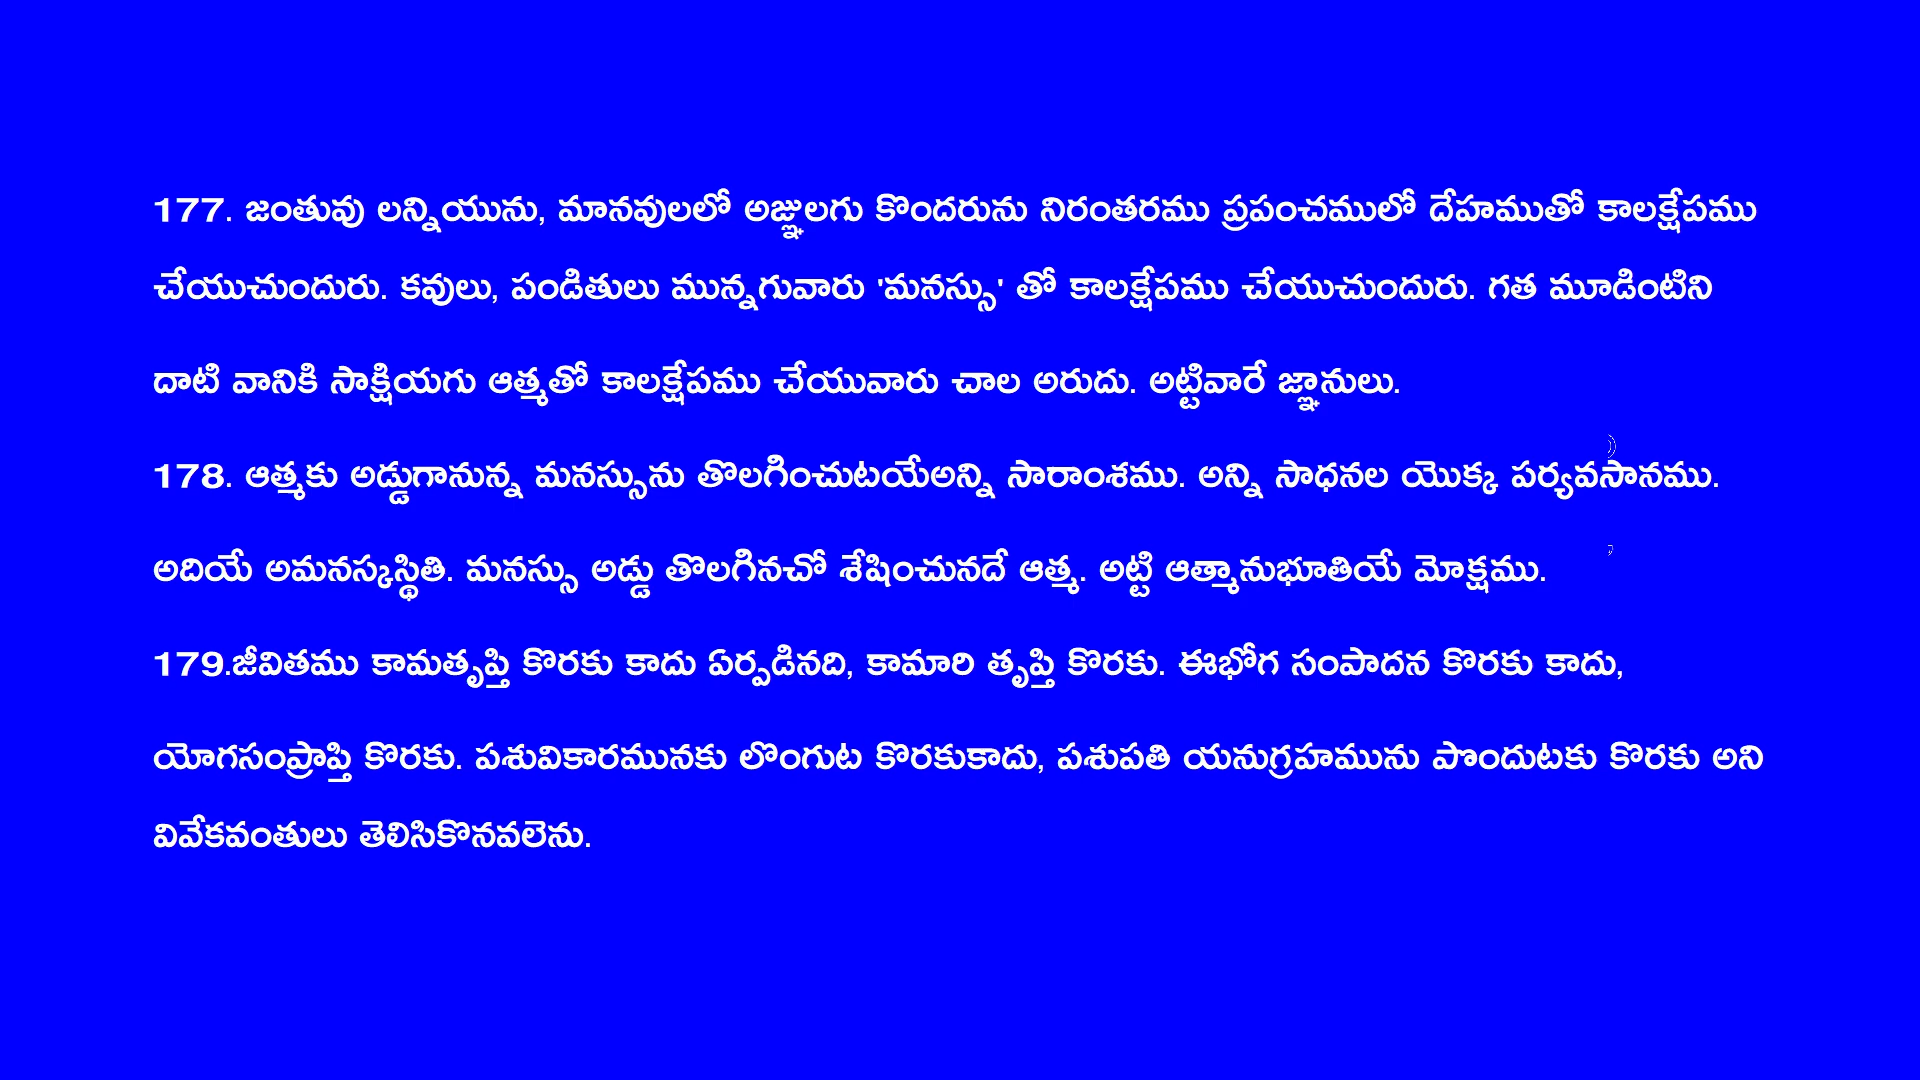 177. జంతువు లన్నియును, మానవులలో అజ్ఞులగు కొందరును నిరంతరము ప్రపంచములో దేహముతో కాలక్షేపము
చేయుచుందురు. కవులు, పండితులు మున్నగువారు 'మనస్సు' తో కాలక్షేపము చేయుచుందురు. గత మూడింటిని
దాటి వానికి సాక్షియగు ఆత్మతో కాలక్షేపము చేయువారు చాల అరుదు. అట్టివారే జ్ఞానులు.
178. ఆత్మకు అడ్డుగానున్న మనస్సును తొలగించుటయేఅన్ని సారాంశము. అన్ని సాధనల యొక్క పర్యవసానము.
అదియే అమనస్కస్థితి. మనస్సు అడ్డు తొలగినచో శేషించునదే ఆత్మ. అట్టి ఆత్మానుభూతియే మోక్షము.
179.జీవితము కామతృప్తి కొరకు కాదు ఏర్పడినది, కామారి తృప్తి కొరకు. ఈభోగ సంపాదన కొరకు కాదు,
యోగసంప్రాప్తి కొరకు. పశువికారమునకు లొంగుట కొరకుకాదు, పశుపతి యనుగ్రహమును పొందుటకు కొరకు అని
వివేకవంతులు తెలిసికొనవలెను.